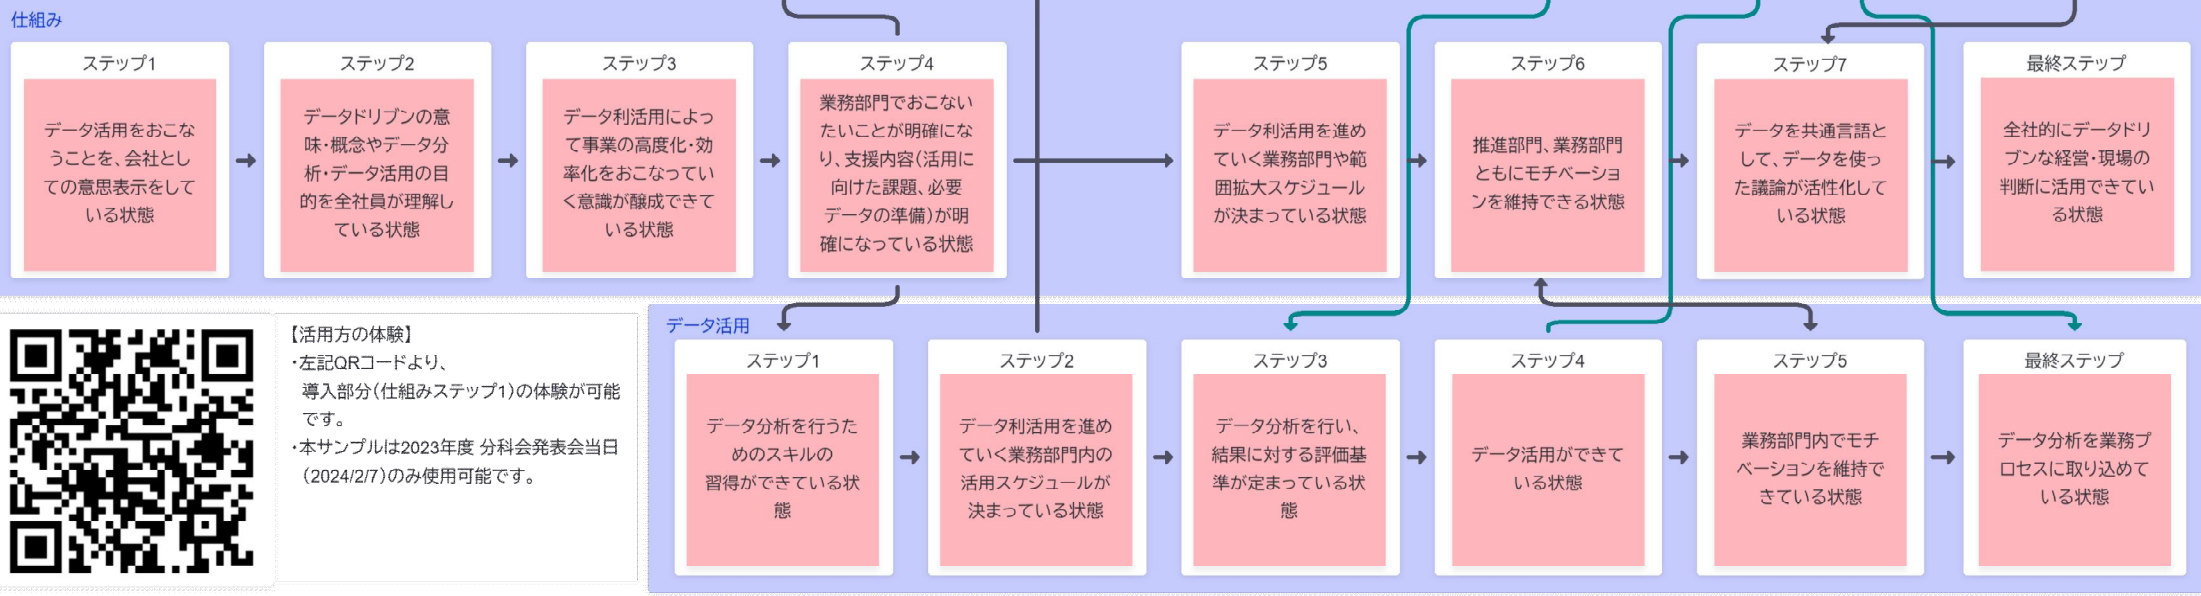 仕組み
ステップ1
データ活用をおこな
うことを、会社とし
ての意思表示をして
いる状態
ステップ2
データドリブンの意
味・概念やデータ分
析・データ活用の目
的を全社員が理解し
ている状態
ステップ3
データ利活用によっ
て事業の高度化・効
率化をおこなってい
く意識が醸成できて
いる状態
ステップ4
業務部門でおこない
たいことが明確にな
り、支援内容(活用に
向けた課題、必要
データの準備)が明
確になっている状態
ステップ5
データ利活用を進め
ていく業務部門や範
囲拡大スケジュール
が決まっている状態
ステップ6
推進部門、業務部門
ともにモチベーショ
ンを維持できる状態
ステップ7
データを共通言語と
して、データを使っ
た議論が活性化して
いる状態
最終ステップ
全社的にデータドリ
ブンな経営・現場の
判断に活用できてい
る状態
【活用方の体験】
・左記QRコードより、
導入部分(仕組みステップ1)の体験が可能
です。
・本サンプルは2023年度 分科会発表会当日
(2024/2/7)のみ使用可能です。
データ活用
ステップ1
データ分析を行うた
めのスキルの
習得ができている状
態
ステップ2
データ利活用を進め
ていく業務部門内の
活用スケジュールが
決まっている状態
ステップ3
データ分析を行い、
結果に対する評価基
準が定まっている状
態
ステップ4
データ活用ができて
いる状態
ステップ5
業務部門内でモチ
ベーションを維持で
きている状態
最終ステップ
データ分析を業務プ
ロセスに取り込めて
いる状態